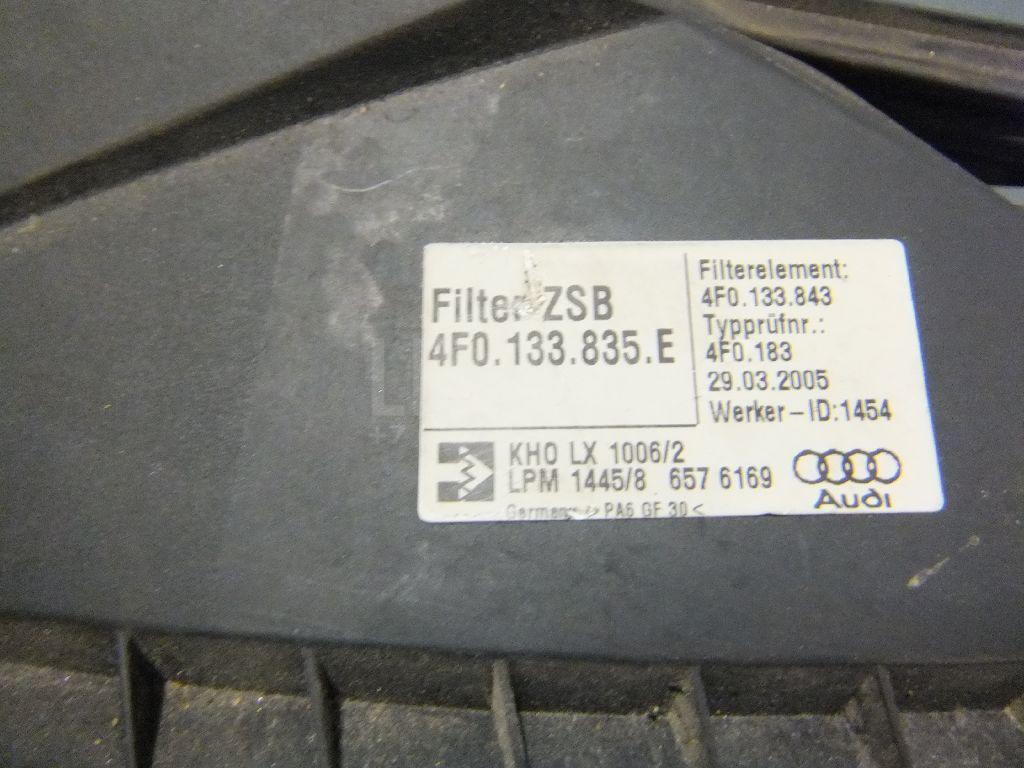 Filter ZSB
4F0.133.835.E
Filterelement:
4F0.133.843
Typprüfnr.:
4F0.183
29.03.2005
Werker-ID:1454
KHO LX 1006/2
LPM 1445/8 657 6169
Germany >PA6 GF 30<
Audi